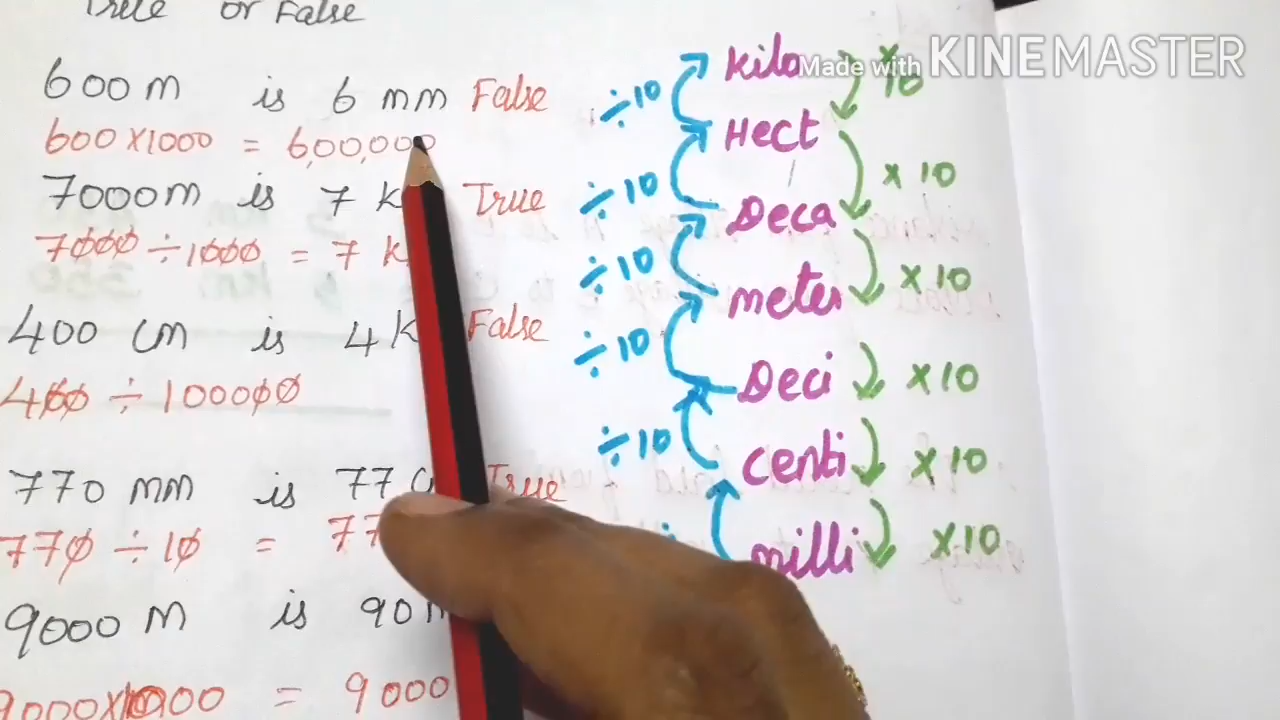 True or False
600 m is 6 mm False
600 x 1000 = 6,00,000
7000 m is 7 k True
7000 ÷ 1000 = 7 k
400 cm is 4 k False
400 ÷ 100000
770 mm is 77 True
770 ÷ 10 = 77
9000 m is 90
= 9000
÷10
÷10
÷10
÷10
÷10
kilo
Hect
Deca
meter
Deci
centi
milli
x 10
x 10
x 10
x 10
x 10
x 10
Made with KINEMASTER